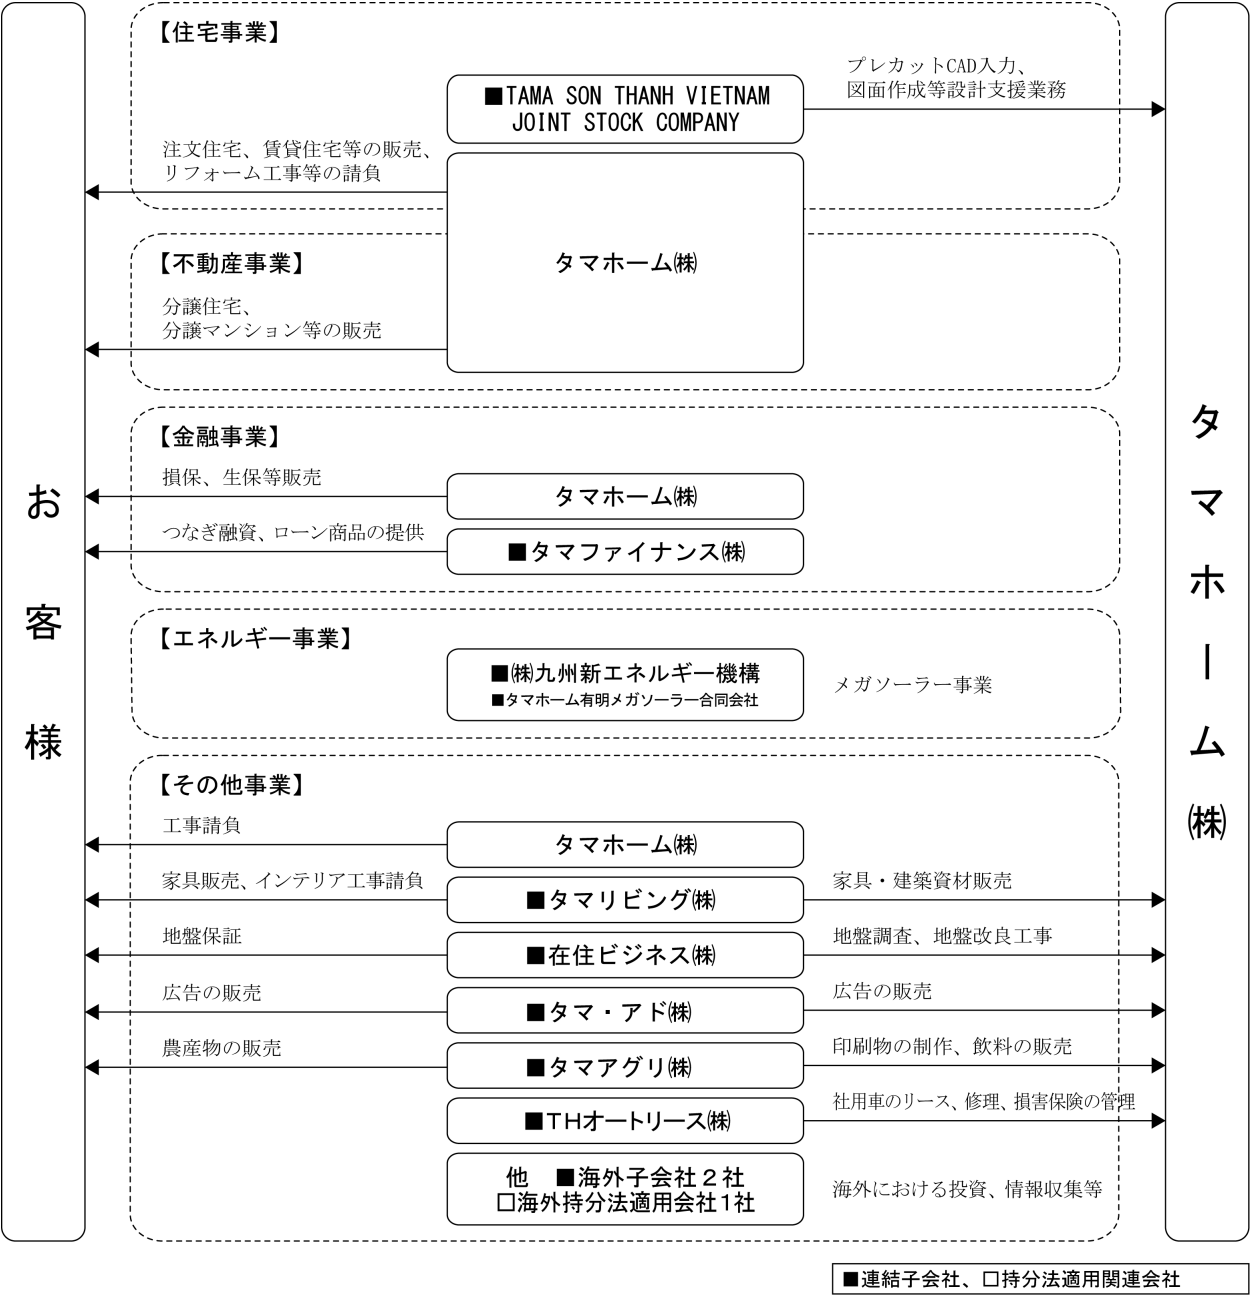 【住宅事業】
■TAMA SON THANH VIETNAM
JOINT STOCK COMPANY
プレカットCAD入力、
図面作成等設計支援業務
注文住宅、賃貸住宅等の販売、
リフォーム工事等の請負
タマホーム㈱
【不動産事業】
分譲住宅、
分譲マンション等の販売
【金融事業】
損保、生保等販売
タマホーム㈱
つなぎ融資、ローン商品の提供
■タマファイナンス㈱
【エネルギー事業】
■㈱九州新エネルギー機構
■タマホーム有明メガソーラー合同会社
メガソーラー事業
【その他事業】
工事請負
タマホーム㈱
家具販売、インテリア工事請負
■タマリビング㈱
家具・建築資材販売
地盤保証
■在住ビジネス㈱
地盤調査、地盤改良工事
広告の販売
■タマ・アド㈱
広告の販売
農産物の販売
■タマアグリ㈱
印刷物の制作、飲料の販売
■THオートリース㈱
社用車のリース、修理、損害保険の管理
他　■海外子会社２社
□海外持分法適用会社1社
海外における投資、情報収集等
お客様
タマホーム㈱
■連結子会社、□持分法適用関連会社